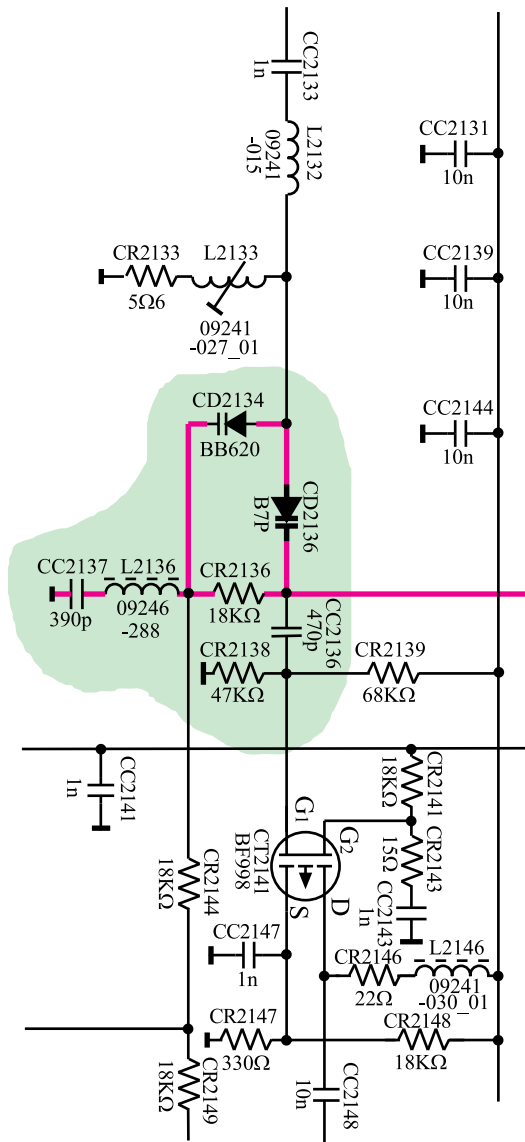 CC2133
1n
L2132
09241
-015
CC2131
10n
CR2133
5Ω6
L2133
09241
-027_01
CC2139
10n
CD2134
BB620
CC2144
10n
CD2136
B7P
CC2137
390p
L2136
09246
-288
CR2136
18KΩ
CC2136
470p
CR2138
47KΩ
CR2139
68KΩ
CC2141
1n
CR2141
18KΩ
G1
G2
CT2141
BF998
S
D
CR2143
15Ω
CC2143
1n
CR2144
18KΩ
CC2147
1n
CR2146
22Ω
L2146
09241
-030_01
CR2147
330Ω
CR2148
18KΩ
CR2149
18KΩ
CC2148
10n